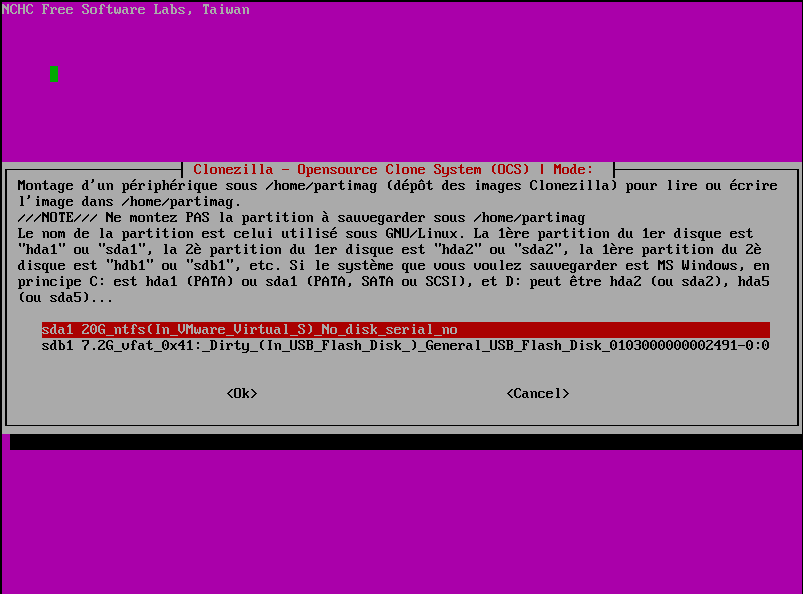 NCHC Free Software Labs, Taiwan
Clonezilla - Opensource Clone System (OCS) | Mode:
Montage d'un périphérique sous /home/partimag (dépôt des images Clonezilla) pour lire ou écrire
l'image dans /home/partimag.
///NOTE/// Ne montez PAS la partition à sauvegarder sous /home/partimag
Le nom de la partition est celui utilisé sous GNU/Linux. La 1ère partition du 1er disque est
"hda1" ou "sda1", la 2è partition du 1er disque est "hda2" ou "sda2", la 1ère partition du 2è
disque est "hdb1" ou "sdb1", etc. Si le système que vous voulez sauvegarder est MS Windows, en
principe C: est hda1 (PATA) ou sda1 (PATA, SATA ou SCSI), et D: peut être hda2 (ou sda2), hda5
(ou sda5)...
sda1 20G_ntfs(In_VMware_Virtual_S)_No_disk_serial_no
sdb1 7.2G_vfat_0x41:_Dirty_(In_USB_Flash_Disk_)_General_USB_Flash_Disk_0103000000002491-0:0
<Ok> <Cancel>